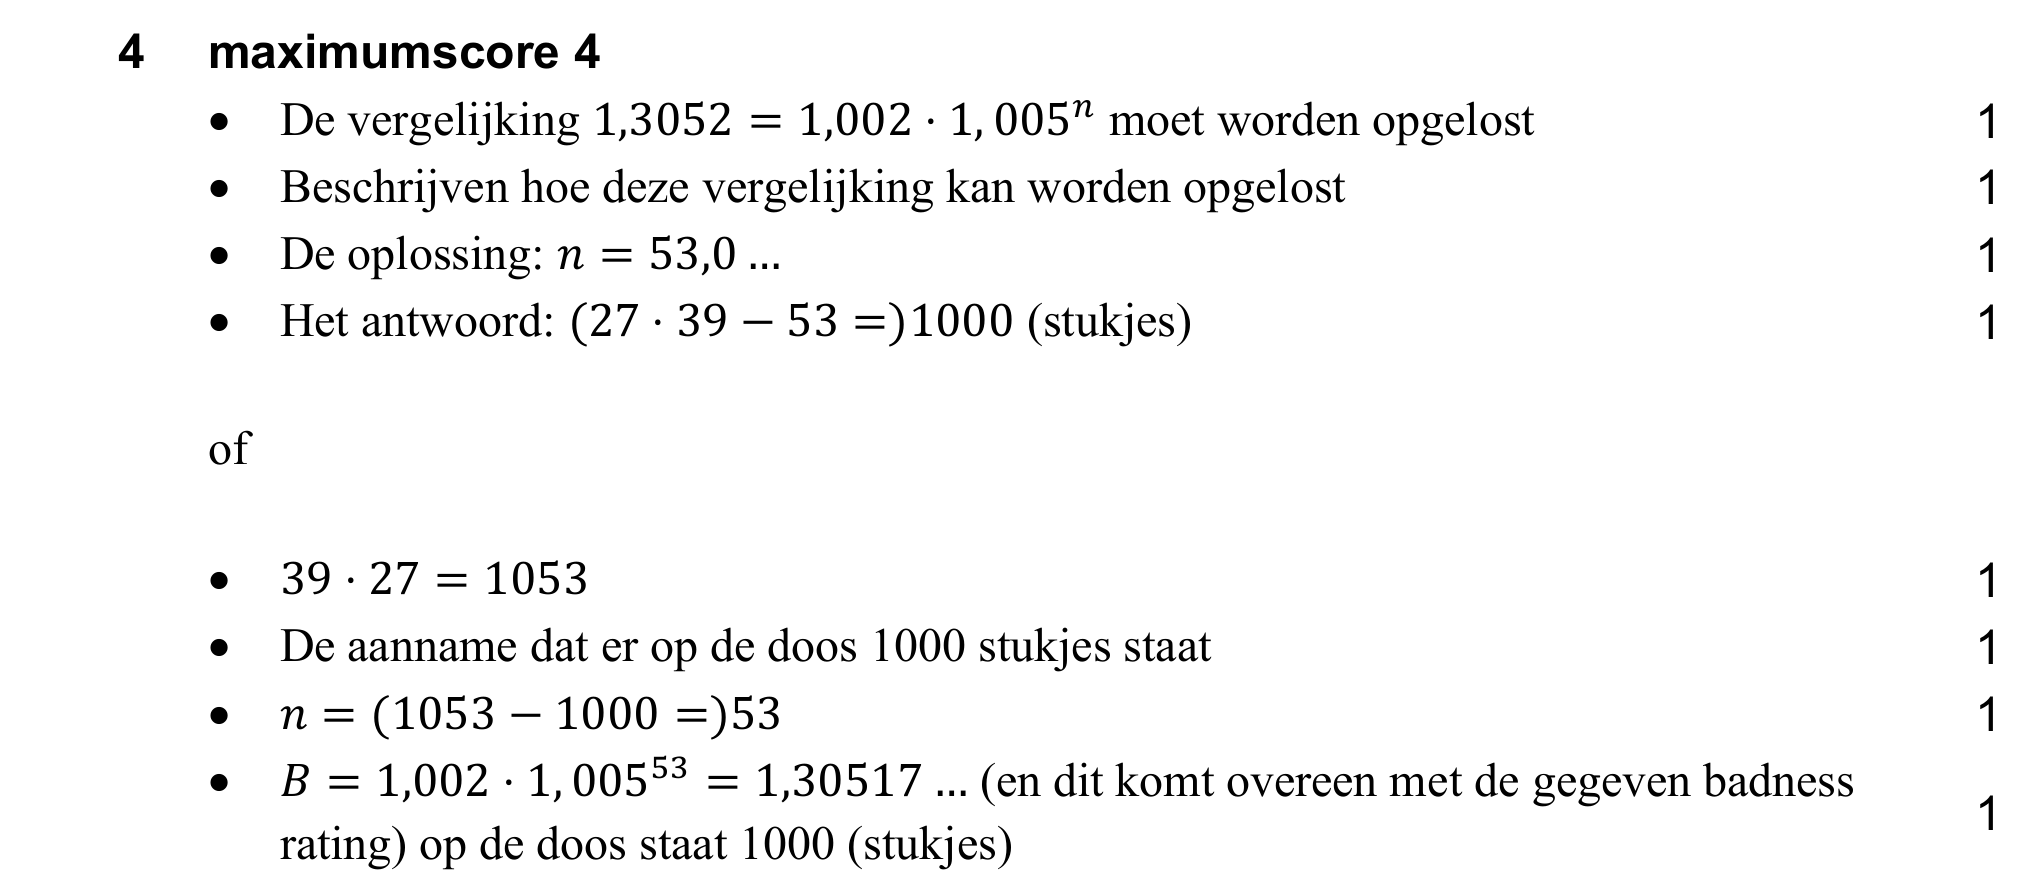 4 maximumscore 4
• De vergelijking 1,3052 = 1,002 · 1, 005ⁿ moet worden opgelost 1
• Beschrijven hoe deze vergelijking kan worden opgelost 1
• De oplossing: n = 53,0 … 1
• Het antwoord: (27 · 39 − 53 =)1000 (stukjes) 1
of
• 39 · 27 = 1053 1
• De aanname dat er op de doos 1000 stukjes staat 1
• n = (1053 − 1000 =)53 1
• B = 1,002 · 1, 005⁵³ = 1,30517 … (en dit komt overeen met de gegeven badness
rating) op de doos staat 1000 (stukjes) 1